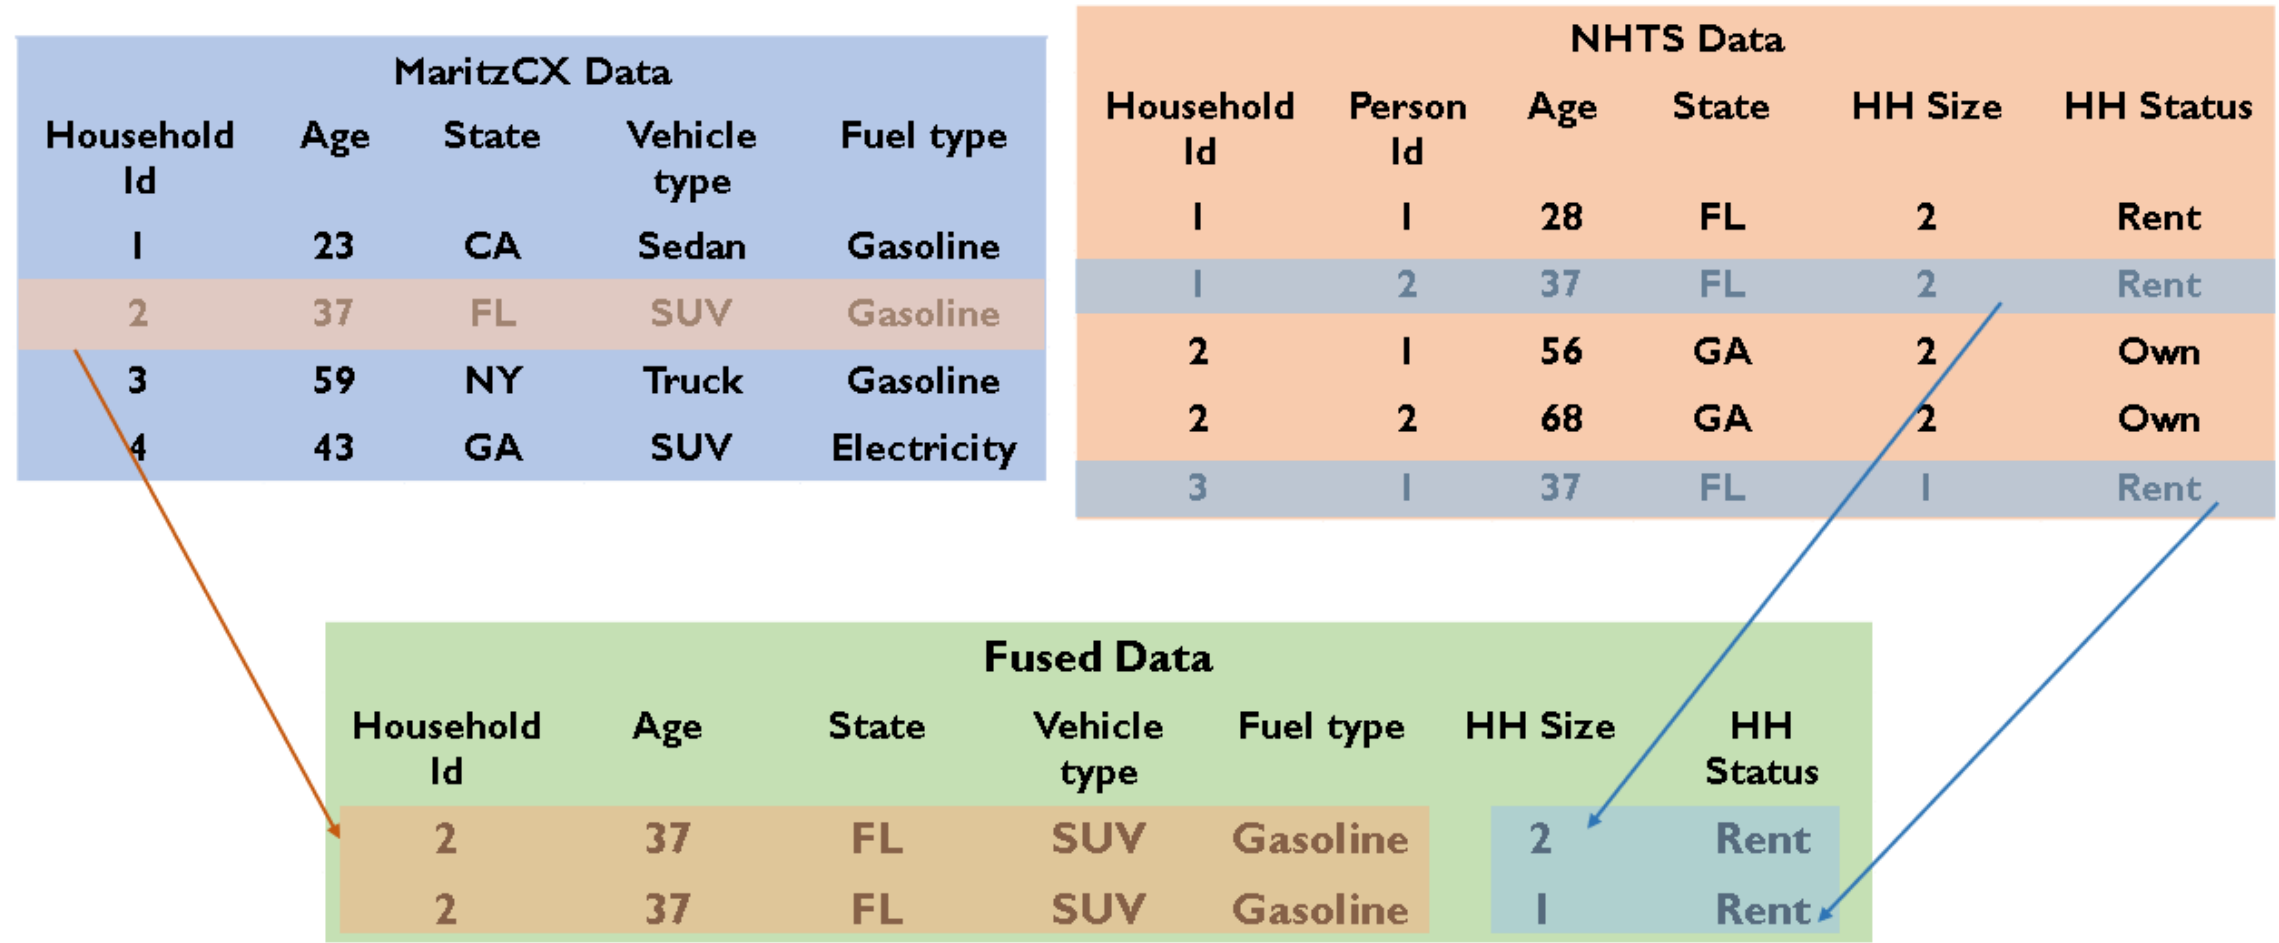 MaritzCX Data
Household Id Age State Vehicle type Fuel type
1 23 CA Sedan Gasoline
2 37 FL SUV Gasoline
3 59 NY Truck Gasoline
4 43 GA SUV Electricity
NHTS Data
Household Id Person Id Age State HH Size HH Status
1 1 28 FL 2 Rent
1 2 37 FL 2 Rent
2 1 56 GA 2 Own
2 2 68 GA 2 Own
3 1 37 FL 1 Rent
Fused Data
Household Id Age State Vehicle type Fuel type HH Size HH Status
2 37 FL SUV Gasoline 2 Rent
2 37 FL SUV Gasoline 1 Rent